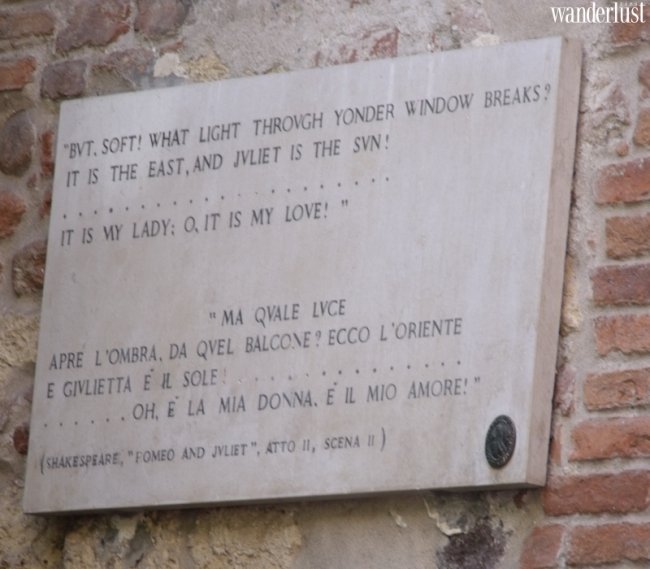 wanderlust
"BVT, SOFT! WHAT LIGHT THROVGH YONDER WINDOW BREAKS?
IT IS THE EAST, AND JVLIET IS THE SVN!
. . . . . . . . . . . . . . . . . . . .
IT IS MY LADY; O, IT IS MY LOVE! "
"MA QVALE LVCE
APRE L'OMBRA, DA QVEL BALCONE? ECCO L'ORIENTE
E GIVLIETTA È IL SOLE! . . . . . . . . . . . . . . .
. . . . . . OH, È LA MIA DONNA, È IL MIO AMORE!"
(SHAKESPEARE, "ROMEO AND JVLIET", ATTO II, SCENA II)